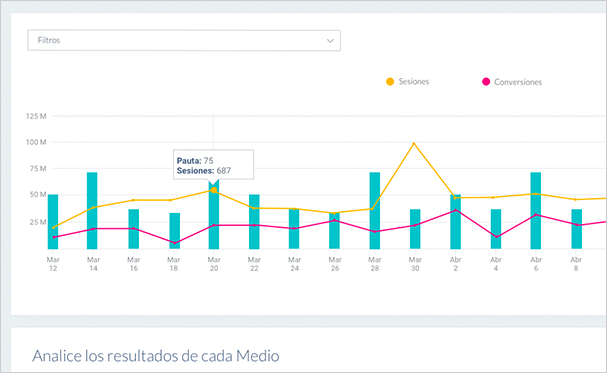 Filtros
Sesiones Conversiones
125 M
100 M
75 M
50 M
25 M
Pauta: 75
Sesiones: 687
Mar Mar Mar Mar Mar Mar Mar Mar Mar Mar Abr Abr Abr Abr
12 14 16 18 20 22 24 26 28 30 2 4 6 8
Analice los resultados de cada Medio